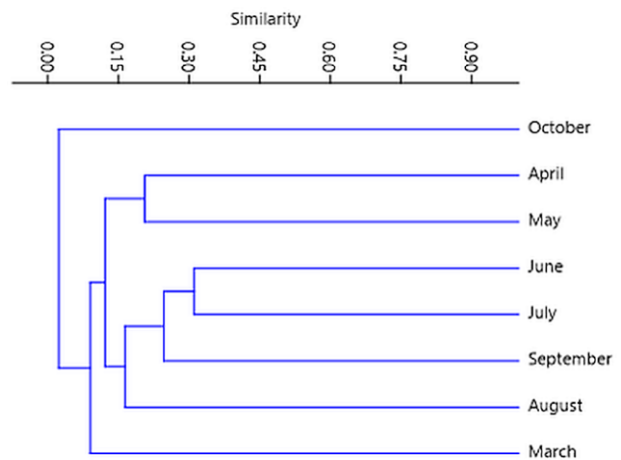 Similarity
0.00 0.15 0.30 0.45 0.60 0.75 0.90
October
April
May
June
July
September
August
March